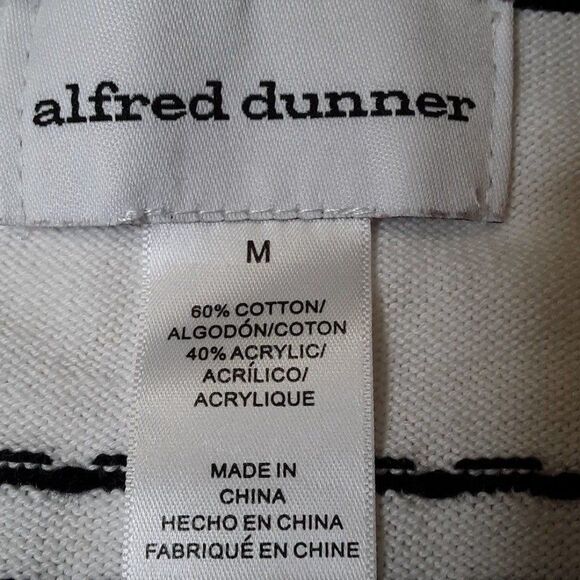 alfred dunner
M
60% COTTON/
ALGODÓN/COTON
40% ACRYLIC/
ACRÍLICO/
ACRYLIQUE
MADE IN
CHINA
HECHO EN CHINA
FABRIQUÉ EN CHINE